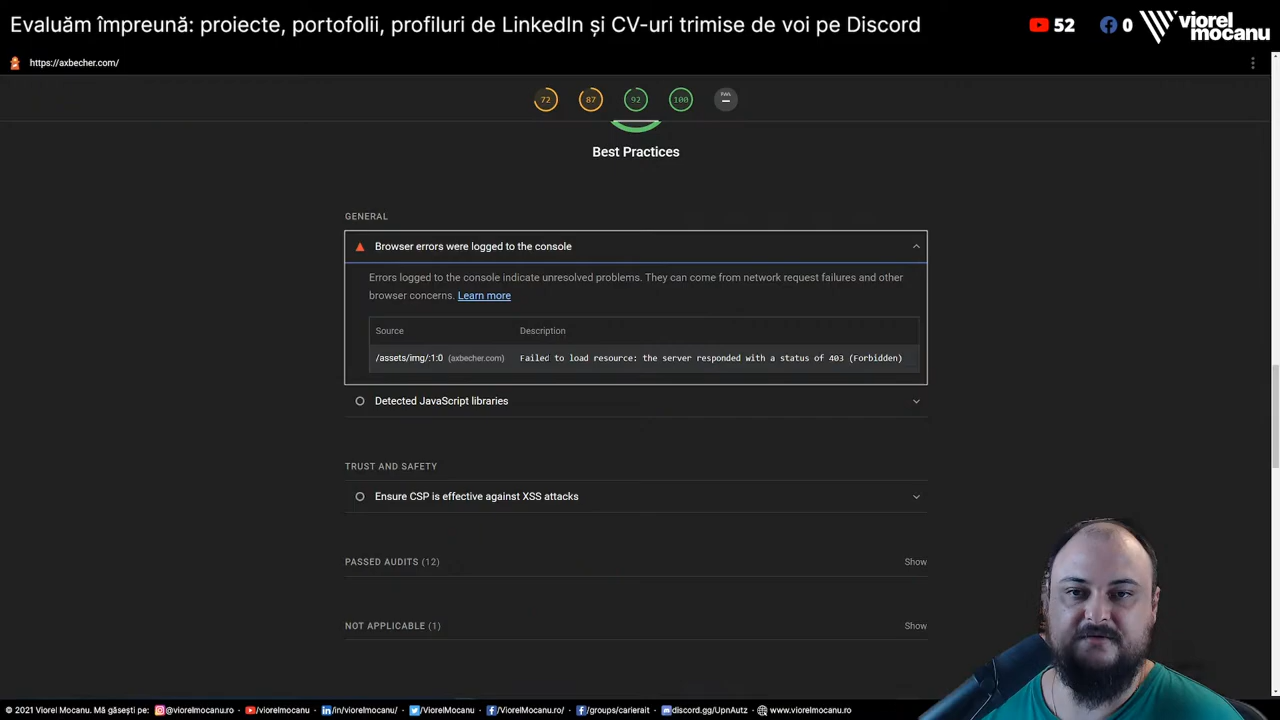 Evaluăm împreună: proiecte, portofolii, profiluri de LinkedIn și CV-uri trimise de voi pe Discord
52
0
viorel
mocanu
https://axbecher.com/
72
87
92
100
PWA
Best Practices
GENERAL
Browser errors were logged to the console
Errors logged to the console indicate unresolved problems. They can come from network request failures and other
browser concerns. Learn more
Source Description
/assets/img/:1:0 (axbecher.com) Failed to load resource: the server responded with a status of 403 (Forbidden)
Detected JavaScript libraries
TRUST AND SAFETY
Ensure CSP is effective against XSS attacks
PASSED AUDITS (12) Show
NOT APPLICABLE (1) Show
© 2021 Viorel Mocanu. Mă găsești pe: @viorelmocanu.ro /viorelmocanu /in/viorelmocanu /ViorelMocanu /ViorelMocanu.ro/ /groups/carierait discord.gg/UpnAutz www.viorelmocanu.ro